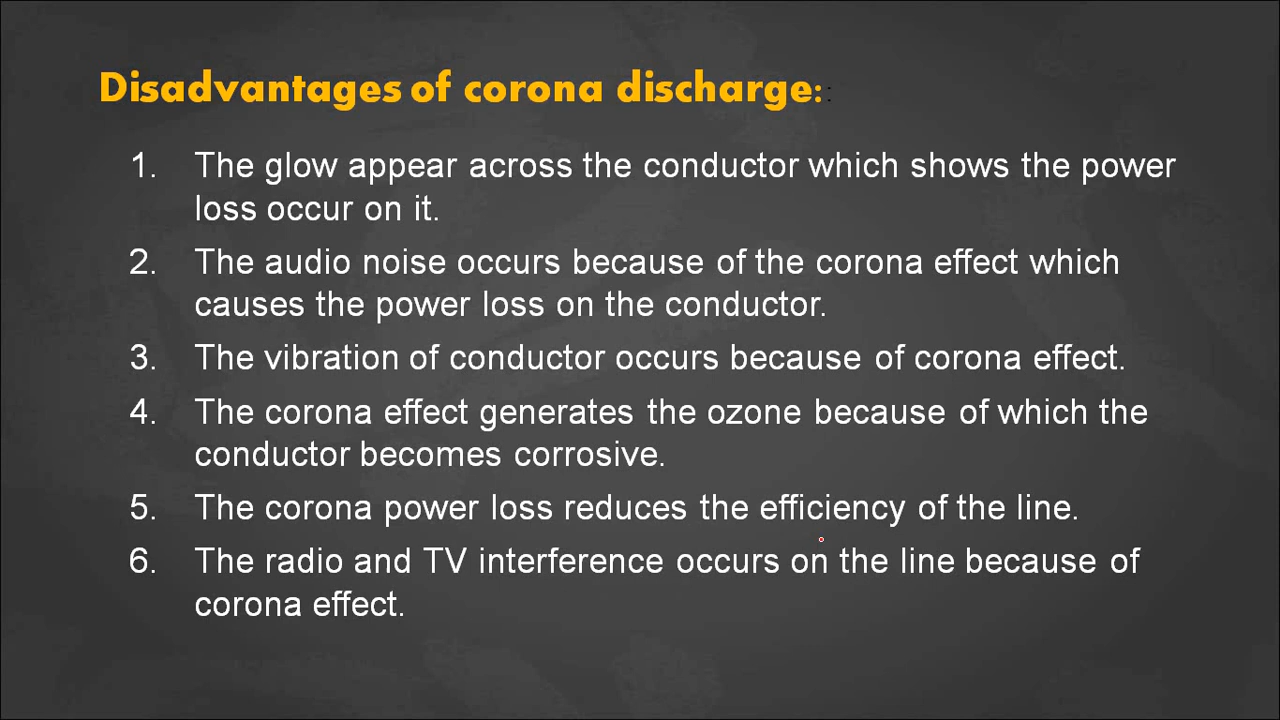 Disadvantages of corona discharge::
1. The glow appear across the conductor which shows the power
loss occur on it.
2. The audio noise occurs because of the corona effect which
causes the power loss on the conductor.
3. The vibration of conductor occurs because of corona effect.
4. The corona effect generates the ozone because of which the
conductor becomes corrosive.
5. The corona power loss reduces the efficiency of the line.
6. The radio and TV interference occurs on the line because of
corona effect.